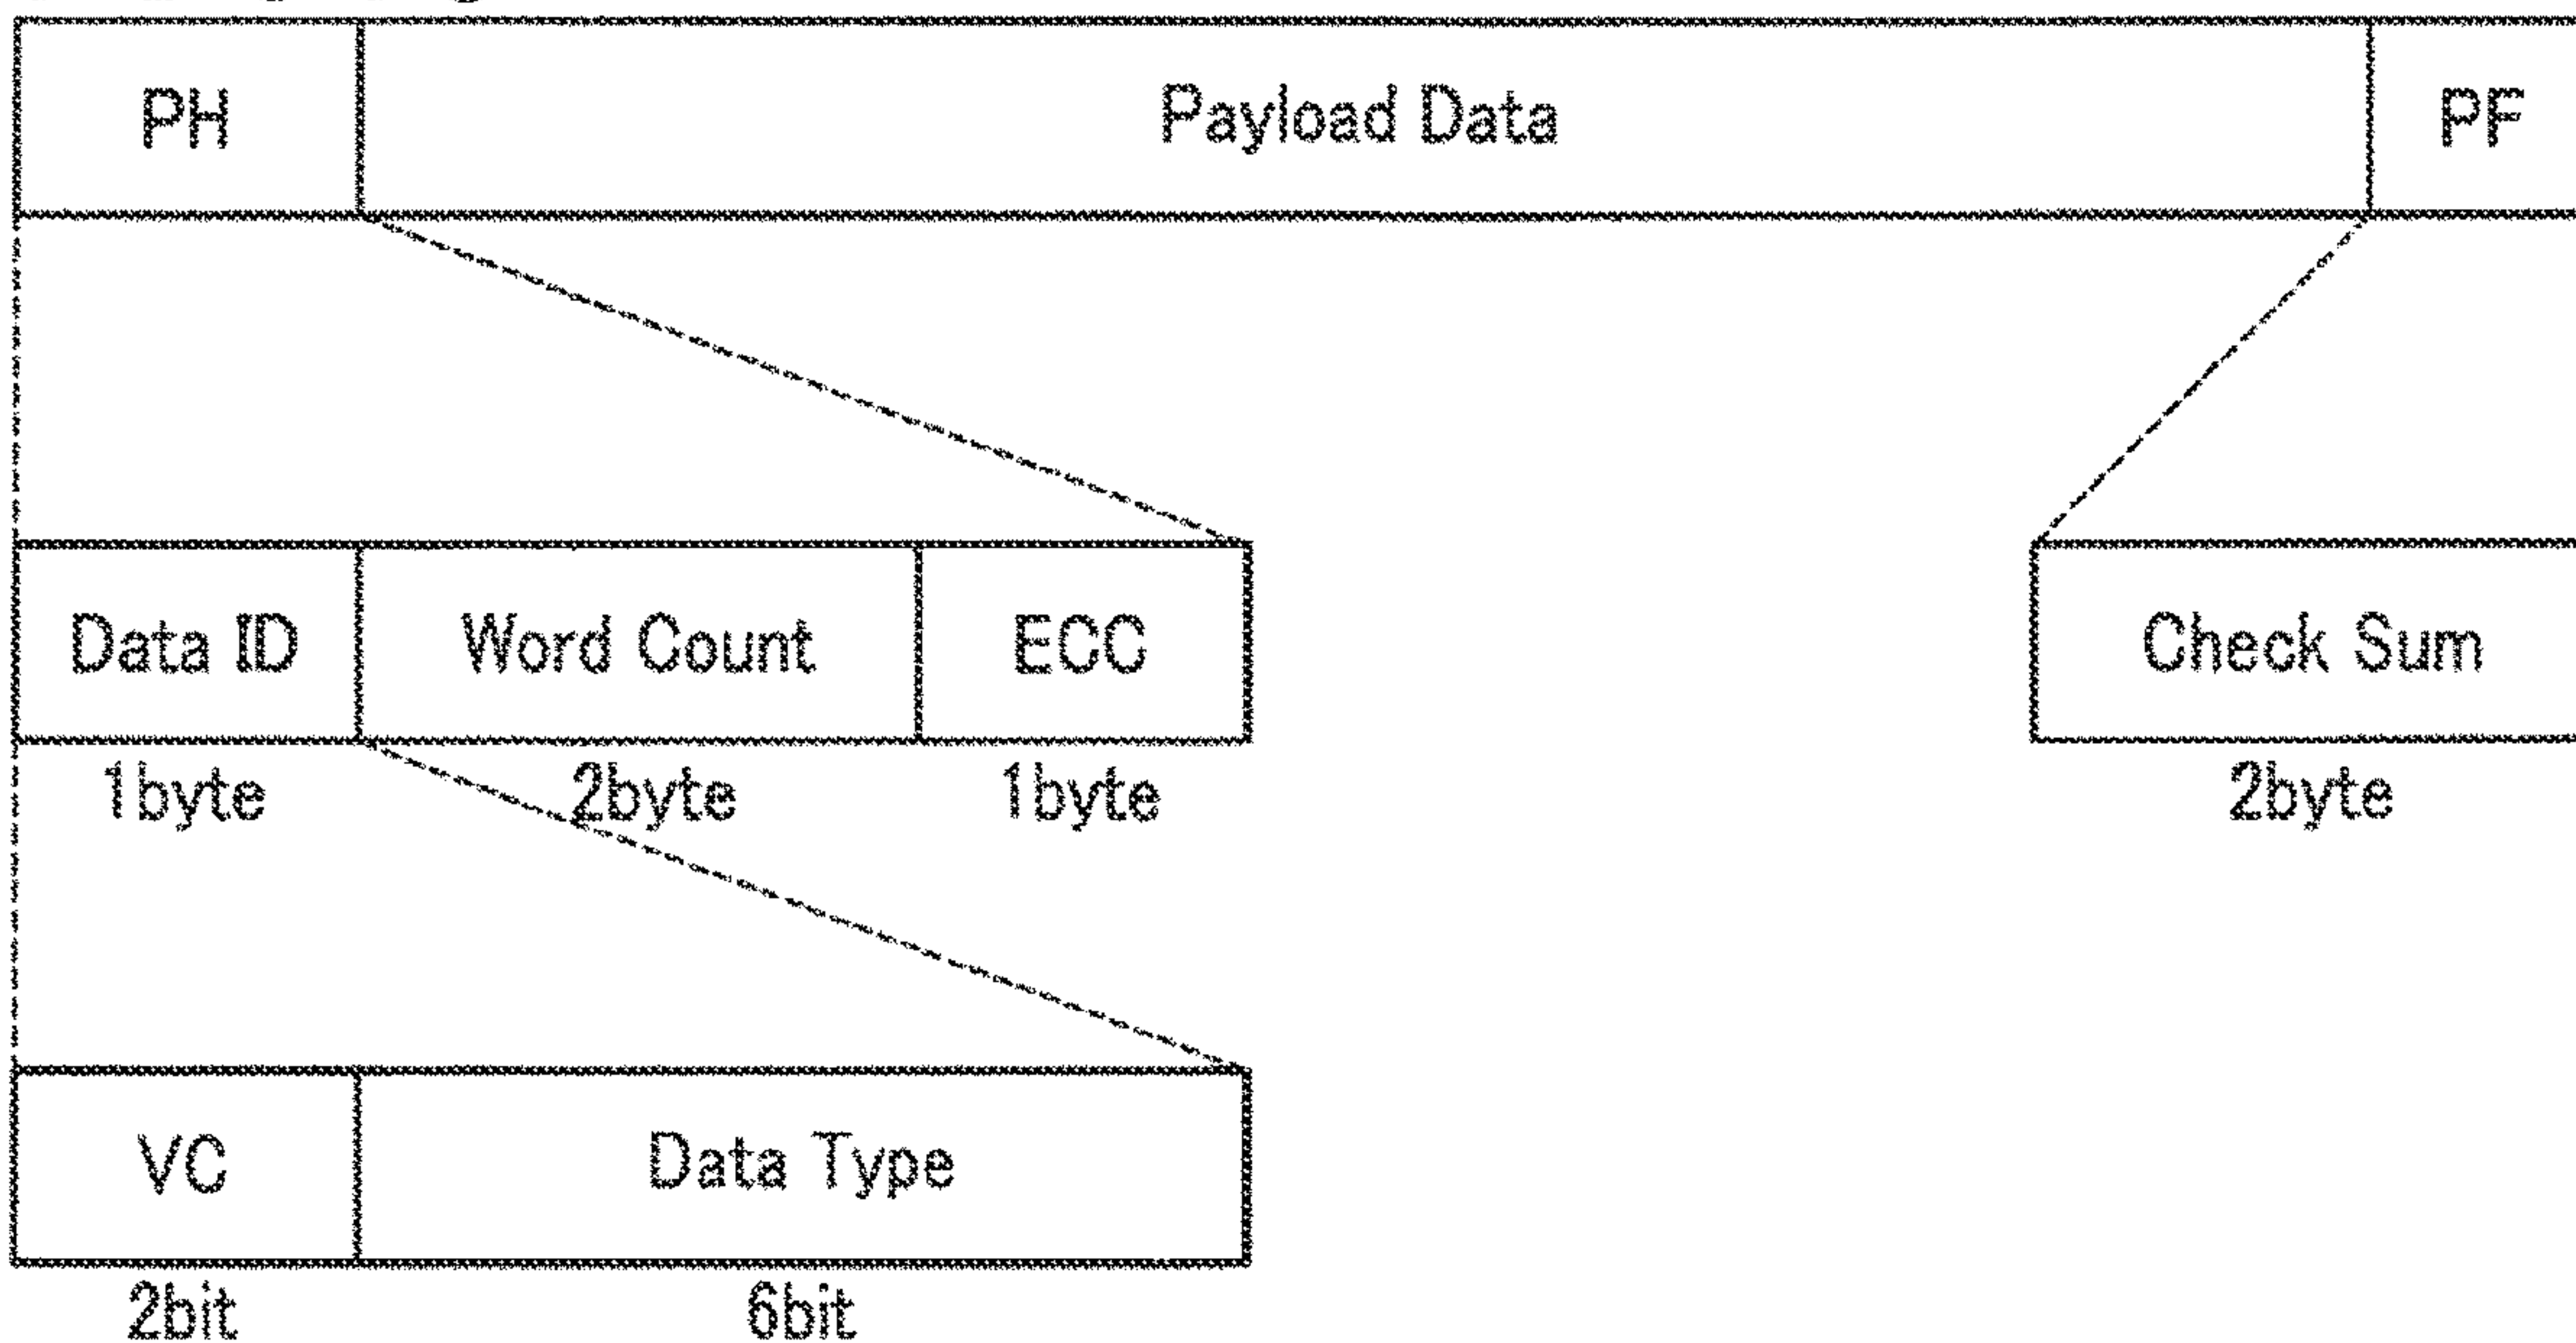 PH Payload Data PF
Data ID Word Count ECC Check Sum
1byte 2byte 1byte 2byte
VC Data Type
2bit 6bit